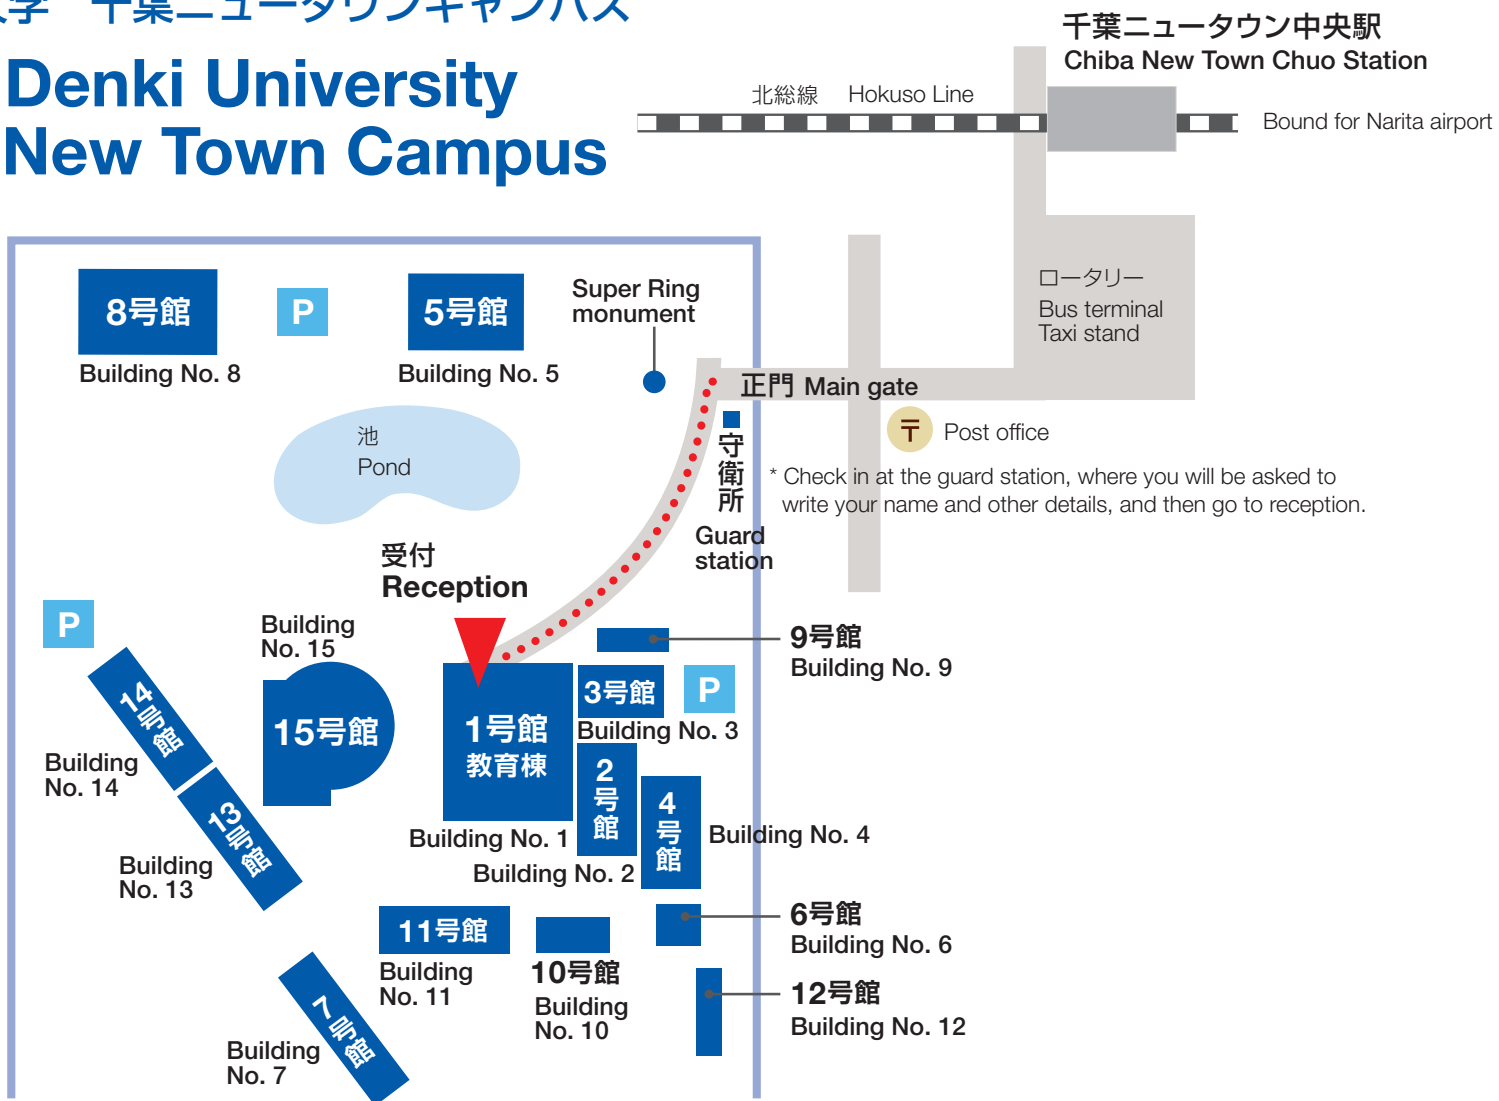 大学 千葉ニュータウンキャンパス
Denki University
New Town Campus
千葉ニュータウン中央駅
Chiba New Town Chuo Station
北総線 Hokuso Line
Bound for Narita airport
ロータリー
Bus terminal
Taxi stand
8号館
Building No. 8
P
5号館
Building No. 5
Super Ring
monument
正門 Main gate
〒 Post office
守衛所
Guard
station
* Check in at the guard station, where you will be asked to
write your name and other details, and then go to reception.
池
Pond
受付
Reception
P
Building
No. 15
15号館
14号館
Building
No. 14
13号館
Building
No. 13
1号館
教育棟
Building No. 1
3号館
Building No. 3
P
9号館
Building No. 9
2号館
Building No. 2
4号館
Building No. 4
6号館
Building No. 6
11号館
Building
No. 11
10号館
Building
No. 10
12号館
Building No. 12
7号館
Building
No. 7